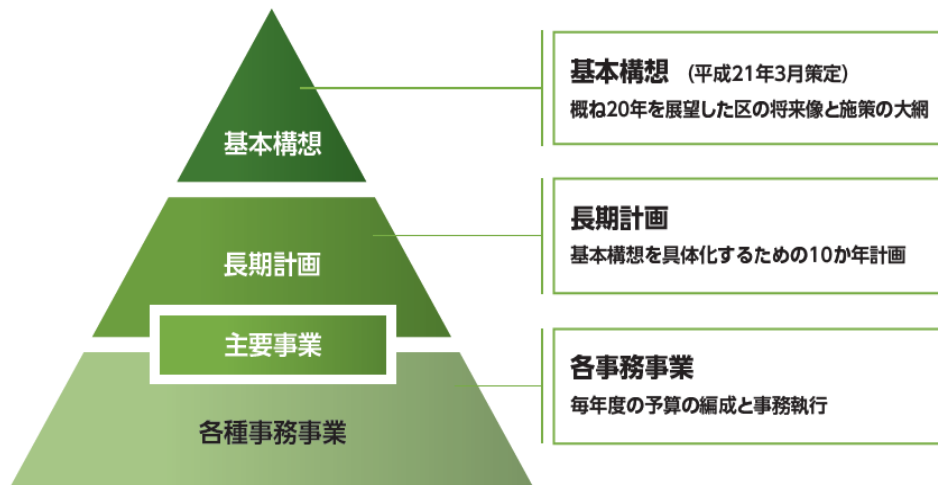 基本構想
長期計画
主要事業
各種事務事業
基本構想 (平成21年3月策定)
概ね20年を展望した区の将来像と施策の大綱
長期計画
基本構想を具体化するための10か年計画
各事務事業
毎年度の予算の編成と事務執行